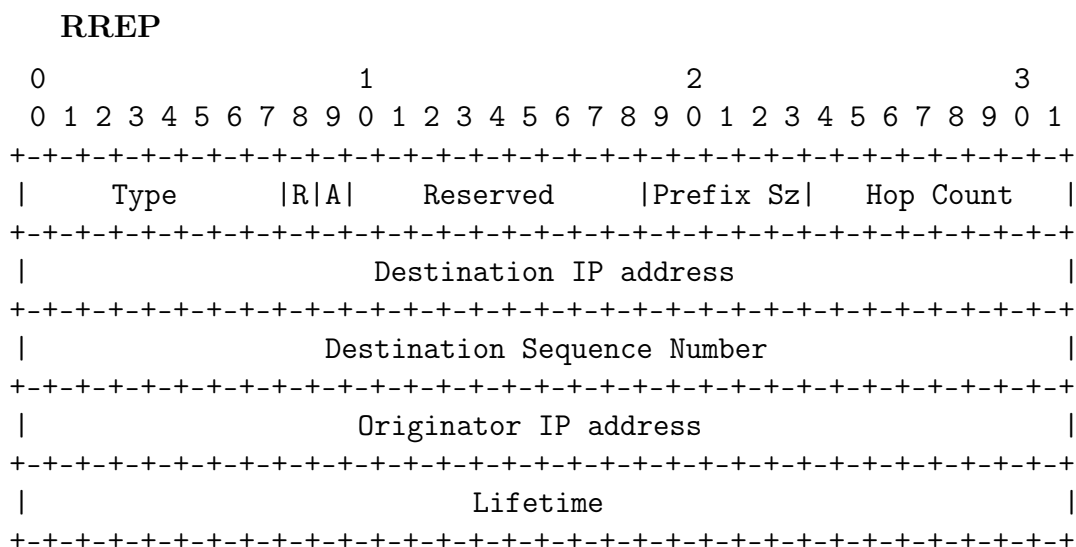 RREP
 0                   1                   2                   3
 0 1 2 3 4 5 6 7 8 9 0 1 2 3 4 5 6 7 8 9 0 1 2 3 4 5 6 7 8 9 0 1
+-+-+-+-+-+-+-+-+-+-+-+-+-+-+-+-+-+-+-+-+-+-+-+-+-+-+-+-+-+-+-+-+
|     Type      |R|A|    Reserved     |Prefix Sz|   Hop Count   |
+-+-+-+-+-+-+-+-+-+-+-+-+-+-+-+-+-+-+-+-+-+-+-+-+-+-+-+-+-+-+-+-+
|                     Destination IP address                    |
+-+-+-+-+-+-+-+-+-+-+-+-+-+-+-+-+-+-+-+-+-+-+-+-+-+-+-+-+-+-+-+-+
|                  Destination Sequence Number                  |
+-+-+-+-+-+-+-+-+-+-+-+-+-+-+-+-+-+-+-+-+-+-+-+-+-+-+-+-+-+-+-+-+
|                    Originator IP address                      |
+-+-+-+-+-+-+-+-+-+-+-+-+-+-+-+-+-+-+-+-+-+-+-+-+-+-+-+-+-+-+-+-+
|                           Lifetime                            |
+-+-+-+-+-+-+-+-+-+-+-+-+-+-+-+-+-+-+-+-+-+-+-+-+-+-+-+-+-+-+-+-+